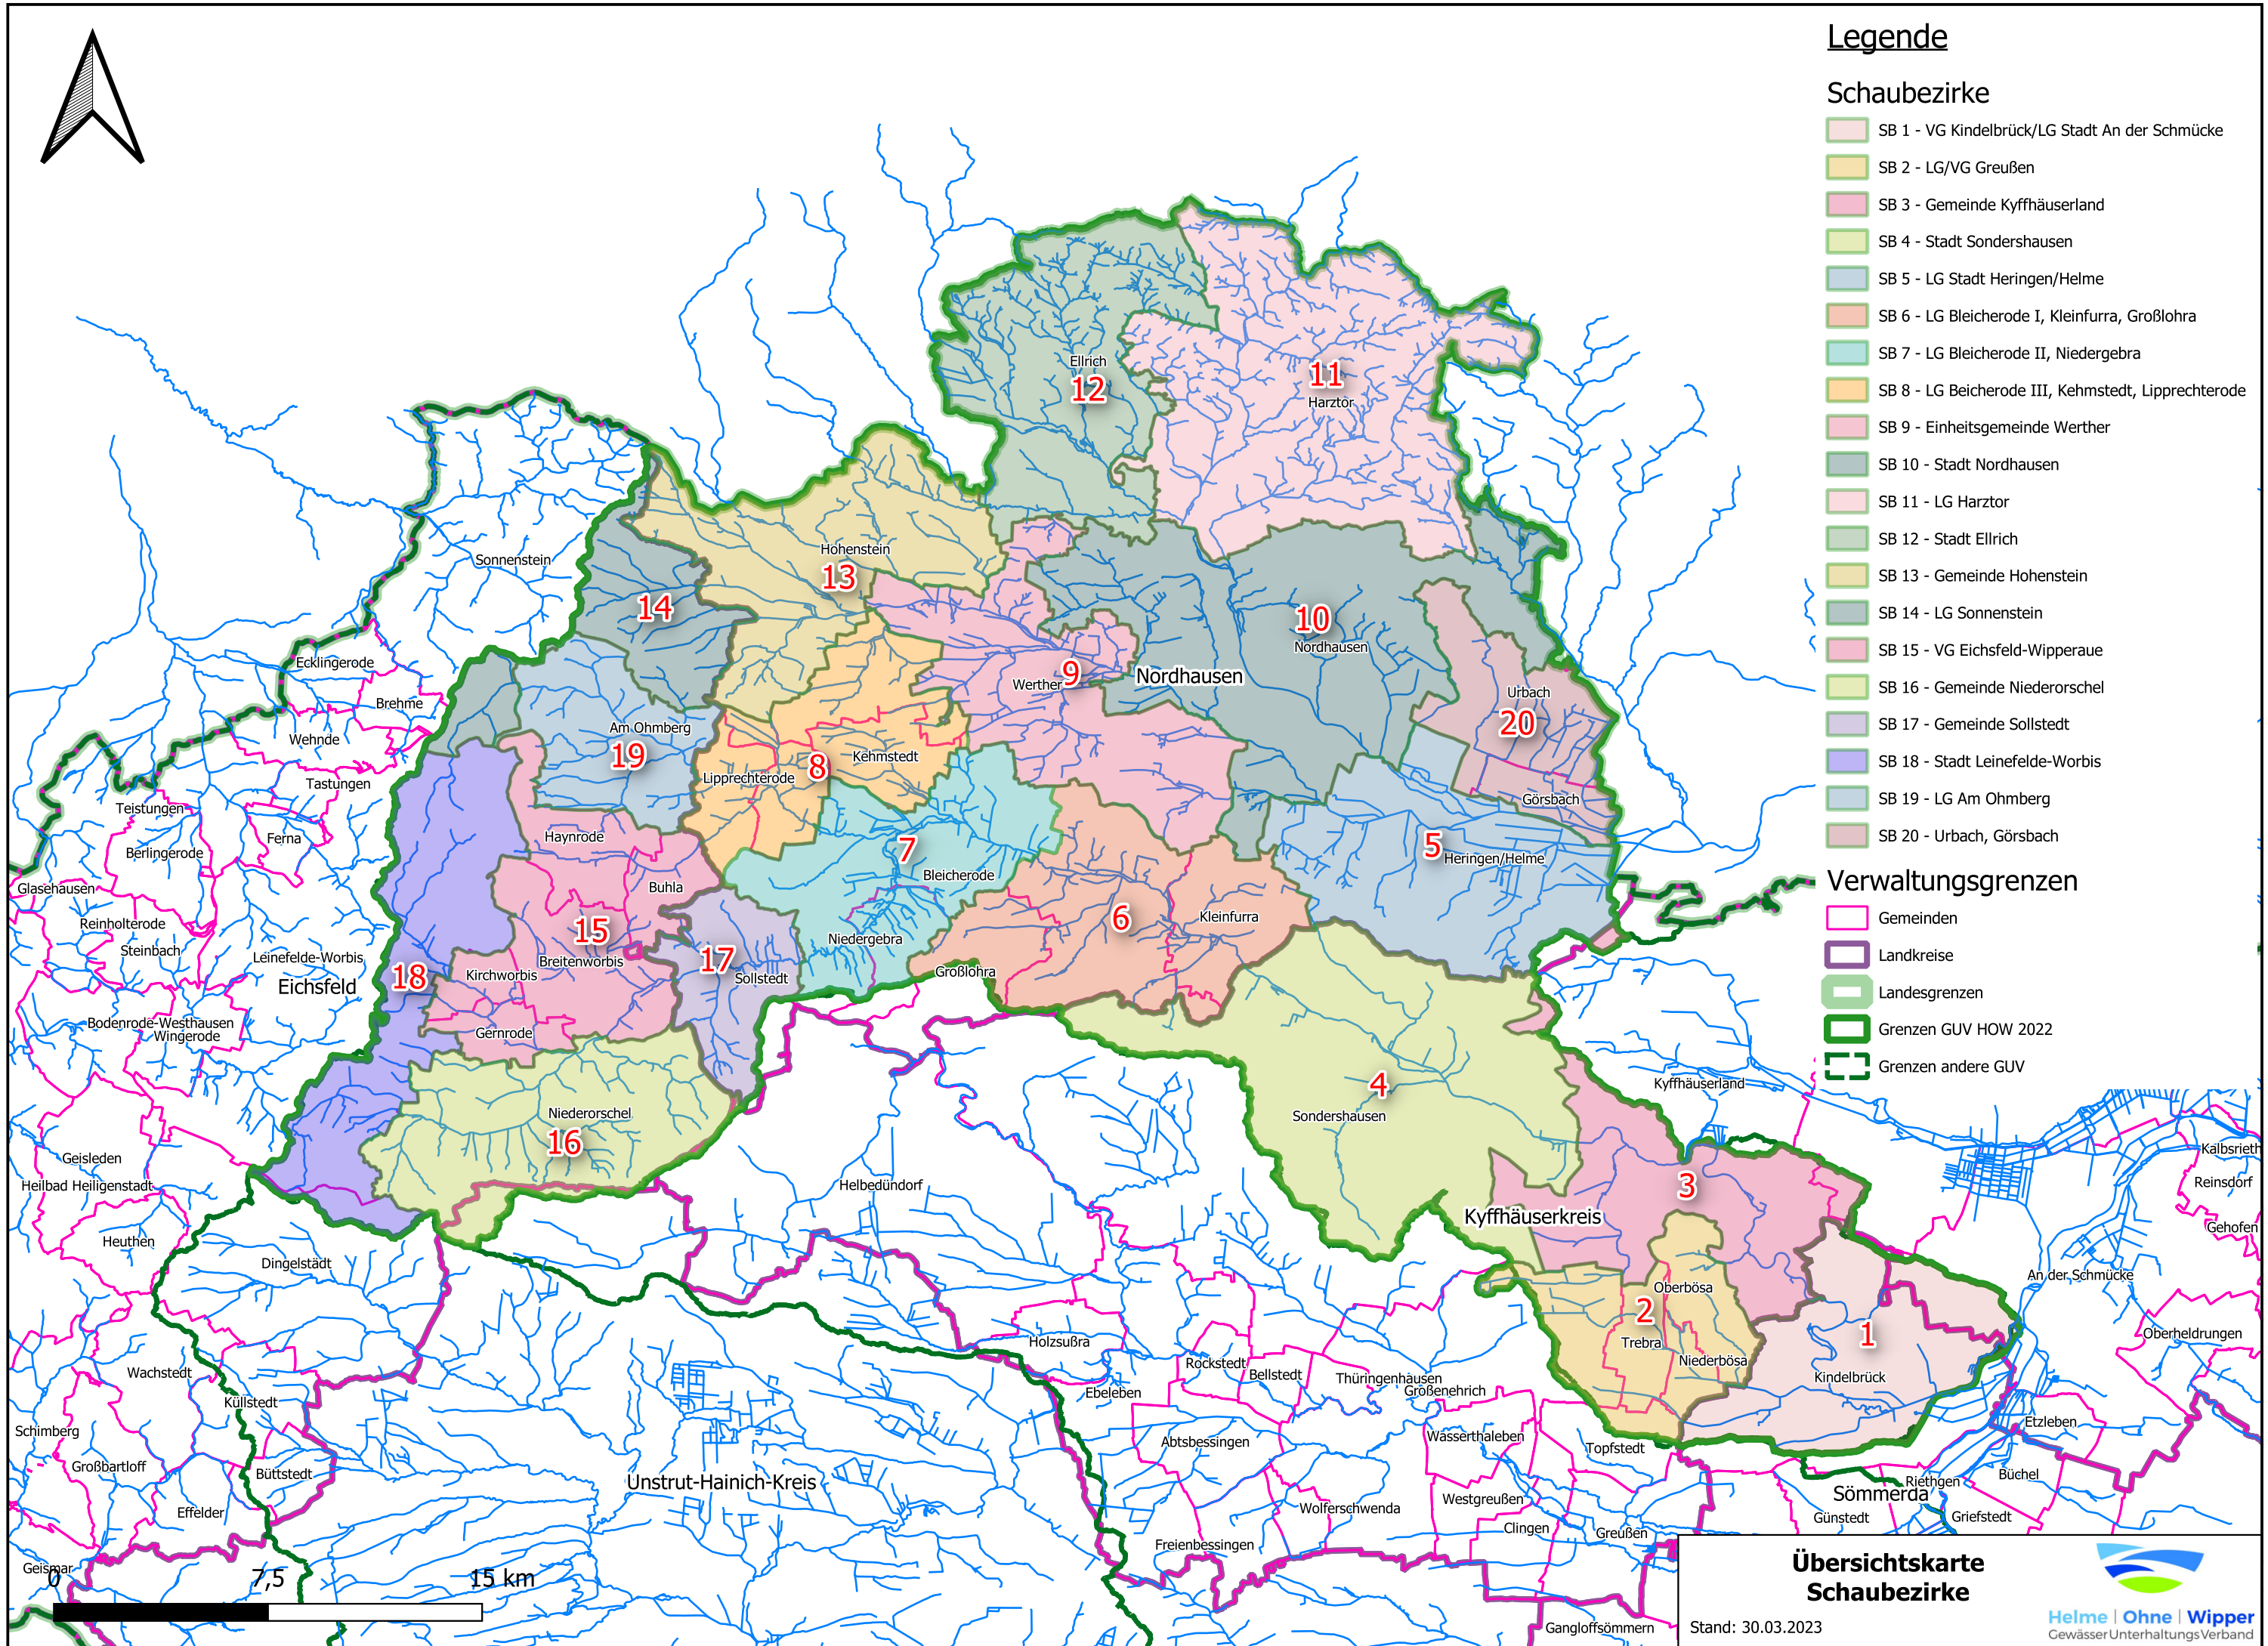 Legende
Schaubezirke
SB 1 - VG Kindelbrück/LG Stadt An der Schmücke
SB 2 - LG/VG Greußen
SB 3 - Gemeinde Kyffhäuserland
SB 4 - Stadt Sondershausen
SB 5 - LG Stadt Heringen/Helme
SB 6 - LG Bleicherode I, Kleinfurra, Großlohra
SB 7 - LG Bleicherode II, Niedergebra
SB 8 - LG Beicherode III, Kehmstedt, Lipprechterode
SB 9 - Einheitsgemeinde Werther
SB 10 - Stadt Nordhausen
SB 11 - LG Harztor
SB 12 - Stadt Ellrich
SB 13 - Gemeinde Hohenstein
SB 14 - LG Sonnenstein
SB 15 - VG Eichsfeld-Wipperaue
SB 16 - Gemeinde Niederorschel
SB 17 - Gemeinde Sollstedt
SB 18 - Stadt Leinefelde-Worbis
SB 19 - LG Am Ohmberg
SB 20 - Urbach, Görsbach
Verwaltungsgrenzen
Gemeinden
Landkreise
Landesgrenzen
Grenzen GUV HOW 2022
Grenzen andere GUV
Ellrich
12
11
Harztor
Sonnenstein
Hohenstein
13
14
10
Nordhausen
Nordhausen
Werther
9
Urbach
20
Görsbach
Ecklingerode
Brehme
Wehnde
Tastungen
Teistungen
Ferna
Berlingerode
Glasehausen
Reinholterode
Steinbach
Leinefelde-Worbis
Eichsfeld
Bodenrode-Westhausen
Wingerode
Am Ohmberg
19
Lipprechterode
8
Kehmstedt
Haynrode
Buhla
7
Bleicherode
5
Heringen/Helme
15
Breitenworbis
Kirchworbis
18
Gernrode
17
Sollstedt
Niedergebra
Großlohra
6
Kleinfurra
4
Sondershausen
Kyffhäuserland
Niederorschel
16
Geisleden
Heilbad Heiligenstadt
Heuthen
Dingelstädt
Helbedündorf
3
Kyffhäuserkreis
Kalbsrieth
Reinsdorf
Gehofen
An der Schmücke
Oberheldrungen
Oberbösa
2
Trebra
Niederbösa
1
Kindelbrück
Holzsußra
Ebeleben
Rockstedt
Bellstedt
Thüringenhausen
Großenehrich
Wachstedt
Küllstedt
Schimberg
Großbartloff
Büttstedt
Effelder
Geismar
Unstrut-Hainich-Kreis
Abtsbessingen
Wasserthaleben
Topfstedt
Etzleben
Büchel
Riethgen
Sömmerda
Günstedt
Griefstedt
Westgreußen
Wolferschwenda
Clingen
Greußen
Freienbessingen
Gangloffsömmern
0 7,5 15 km
Übersichtskarte
Schaubezirke
Stand: 30.03.2023
Helme | Ohne | Wipper
GewässerUnterhaltungsVerband